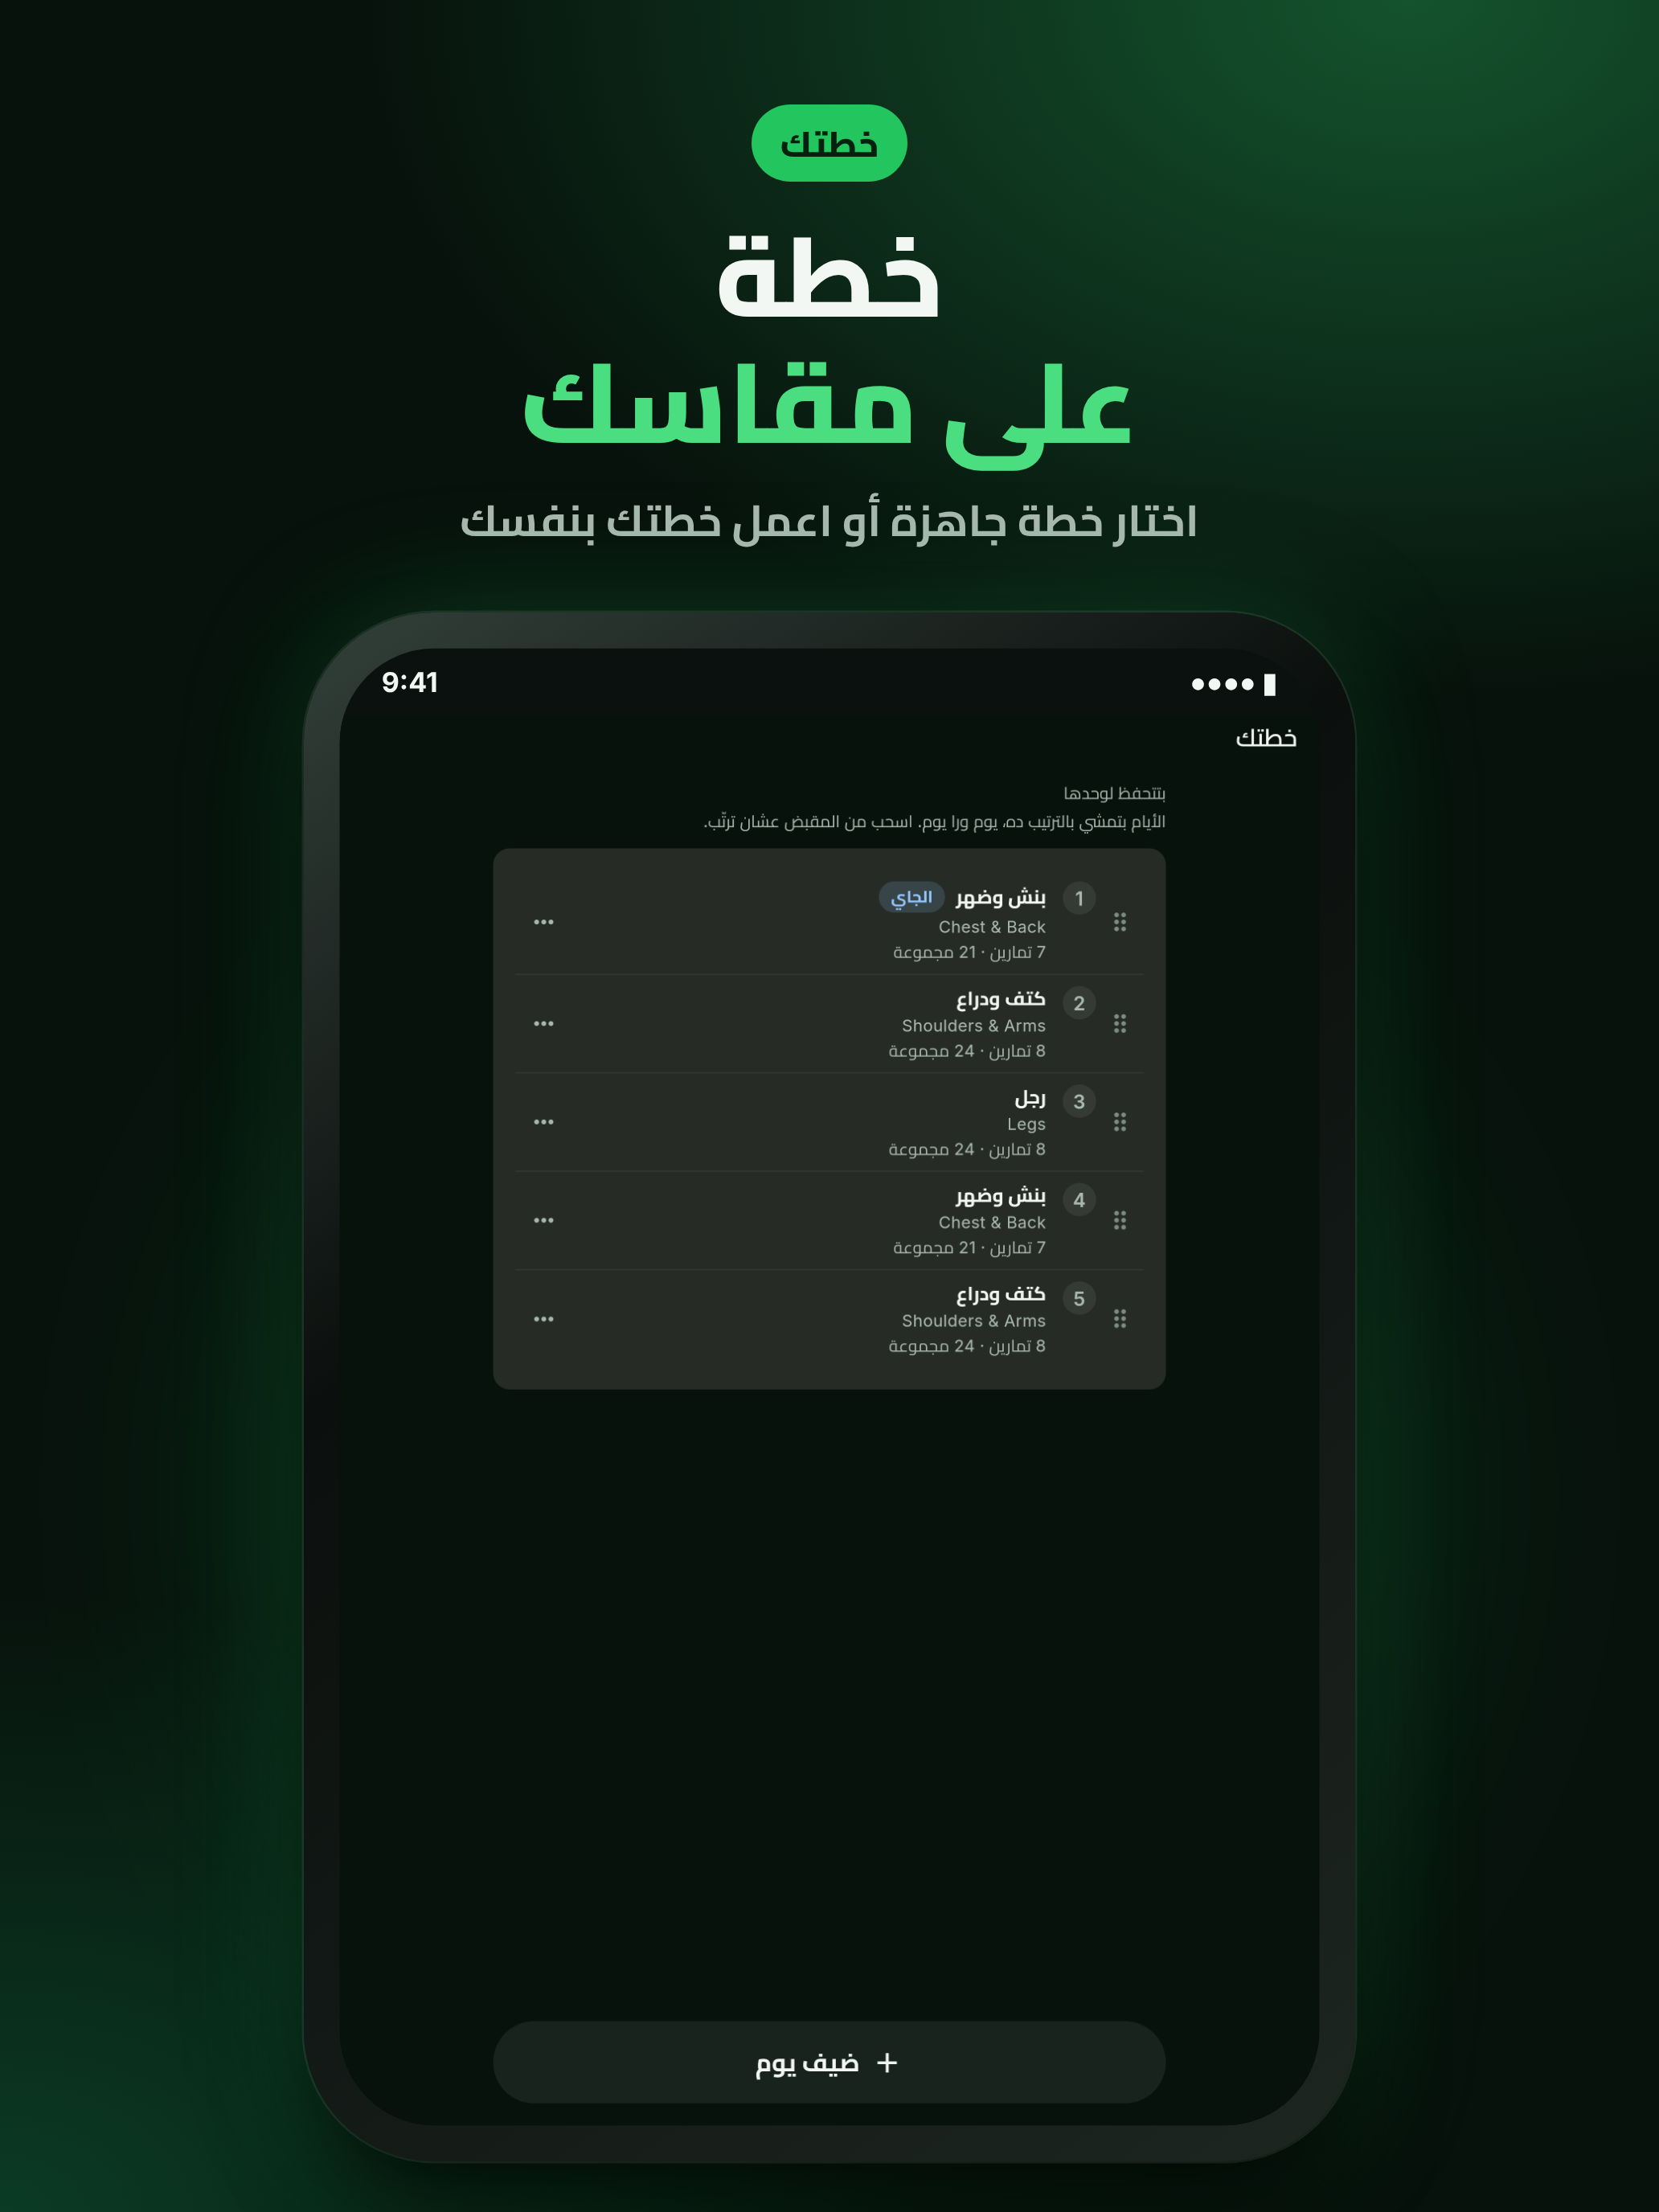 خطتك
خطة
على مقاسك
اختار خطة جاهزة أو اعمل خطتك بنفسك
9:41
خطتك
بتتحفظ لوحدها
الأيام بتمشي بالترتيب ده، يوم ورا يوم. اسحب من المقبض عشان ترتّب.
1 بنش وضهر الجاي
Chest & Back
7 تمارين · 21 مجموعة
2 كتف ودراع
Shoulders & Arms
8 تمارين · 24 مجموعة
3 رجل
Legs
8 تمارين · 24 مجموعة
4 بنش وضهر
Chest & Back
7 تمارين · 21 مجموعة
5 كتف ودراع
Shoulders & Arms
8 تمارين · 24 مجموعة
+ ضيف يوم